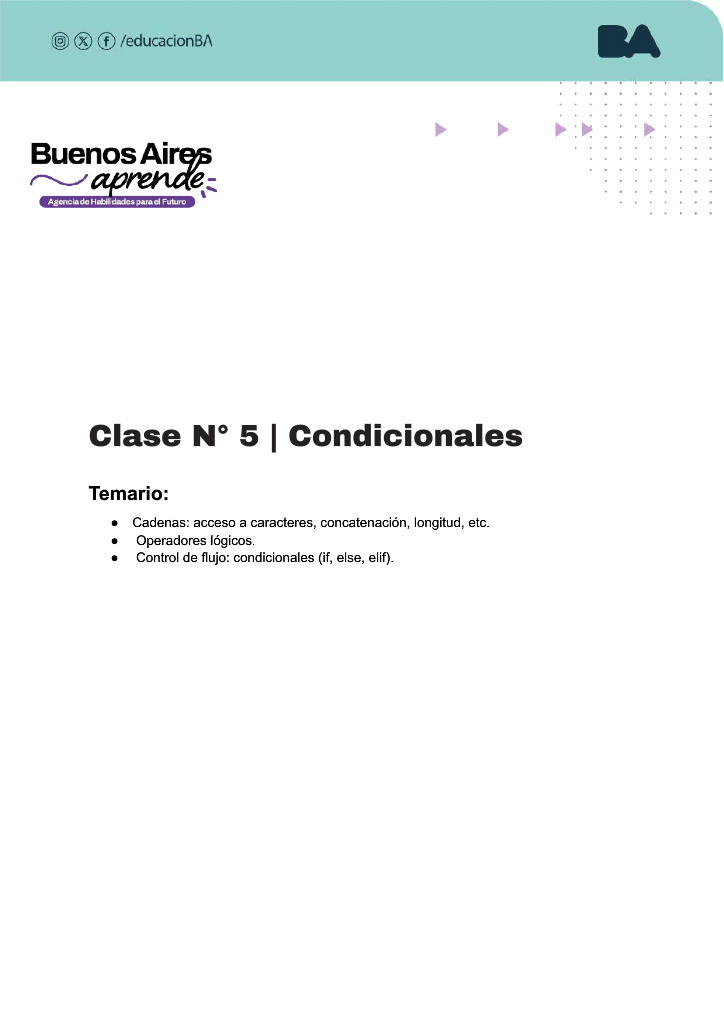 /educacionBA
BA
Buenos Aires
aprende
Agencia de Habilidades para el Futuro
Clase N° 5 | Condicionales
Temario:
● Cadenas: acceso a caracteres, concatenación, longitud, etc.
● Operadores lógicos.
● Control de flujo: condicionales (if, else, elif).